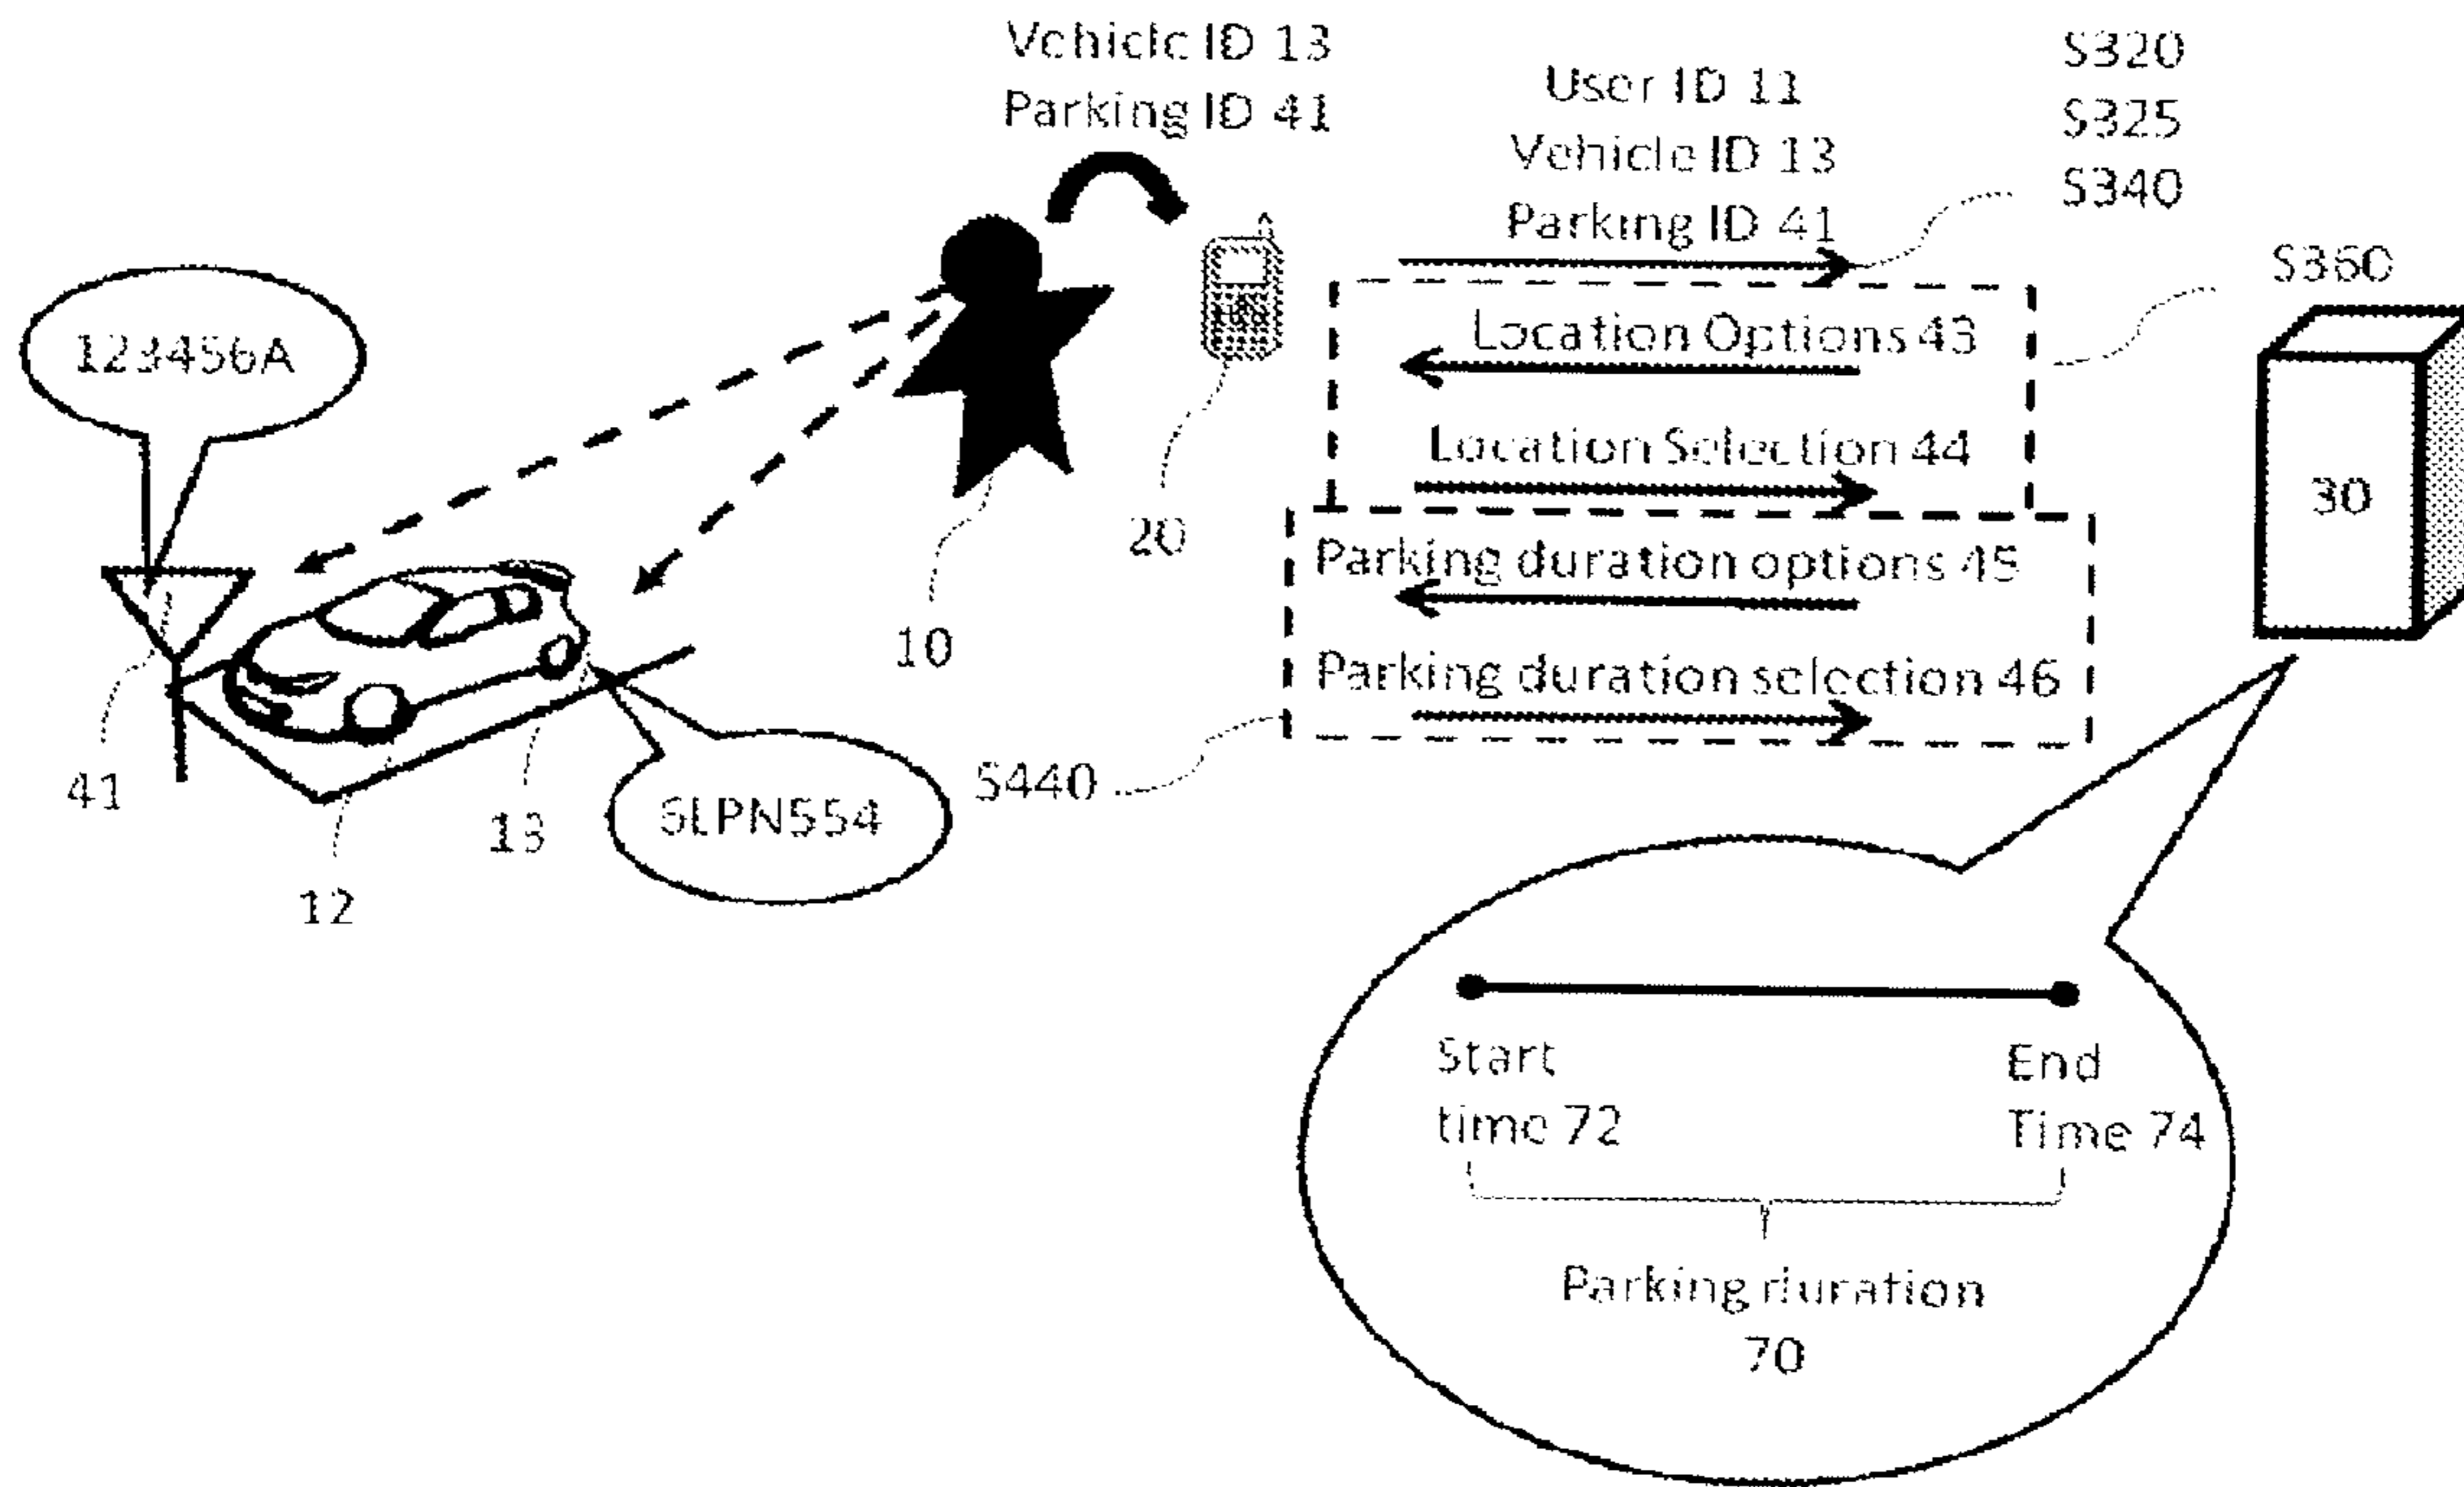 Vehicle ID 13
Parking ID 41
User ID 11
Vehicle ID 13
Parking ID 41
S320
S325
S340
S360
123456A
Location Options 43
Location Selection 44
30
20
Parking duration options 45
10
Parking duration selection 46
41
S440
13
6LPN554
12
Start
time 72
End
Time 74
Parking duration
70